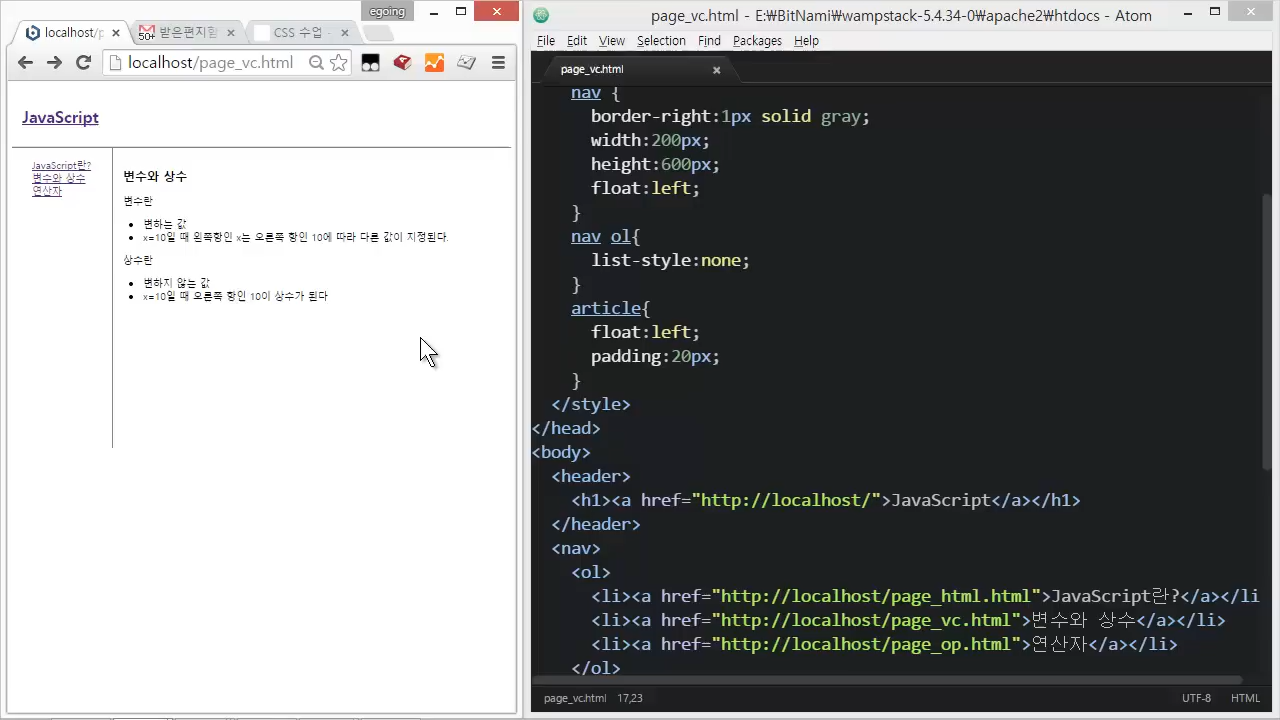 egoing
localhost/p
50+ 받은편지함
CSS 수업 -
localhost/page_vc.html
JavaScript
JavaScript란?
변수와 상수
연산자
변수와 상수
변수란
변하는 값
x=10일 때 왼쪽항인 x는 오른쪽 항인 10에 따라 다른 값이 지정된다.
상수란
변하지 않는 값
x=10일 때 오른쪽 항인 10이 상수가 된다
page_vc.html - E:₩BitNami₩wampstack-5.4.34-0₩apache2₩htdocs - Atom
File Edit View Selection Find Packages Help
page_vc.html
nav {
border-right:1px solid gray;
width:200px;
height:600px;
float:left;
}
nav ol{
list-style:none;
}
article{
float:left;
padding:20px;
}
</style>
</head>
<body>
<header>
<h1><a href="http://localhost/">JavaScript</a></h1>
</header>
<nav>
<ol>
<li><a href="http://localhost/page_html.html">JavaScript란?</a></li
<li><a href="http://localhost/page_vc.html">변수와 상수</a></li>
<li><a href="http://localhost/page_op.html">연산자</a></li>
</ol>
page_vc.html 17,23 UTF-8 HTML